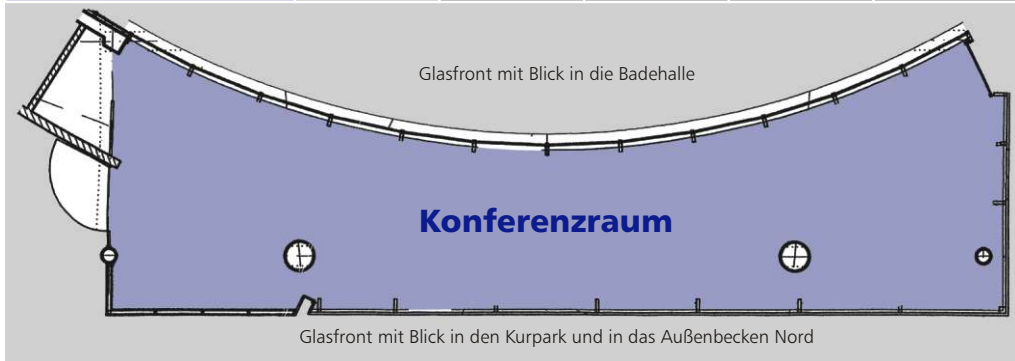 Glasfront mit Blick in die Badehalle
Konferenzraum
Glasfront mit Blick in den Kurpark und in das Außenbecken Nord